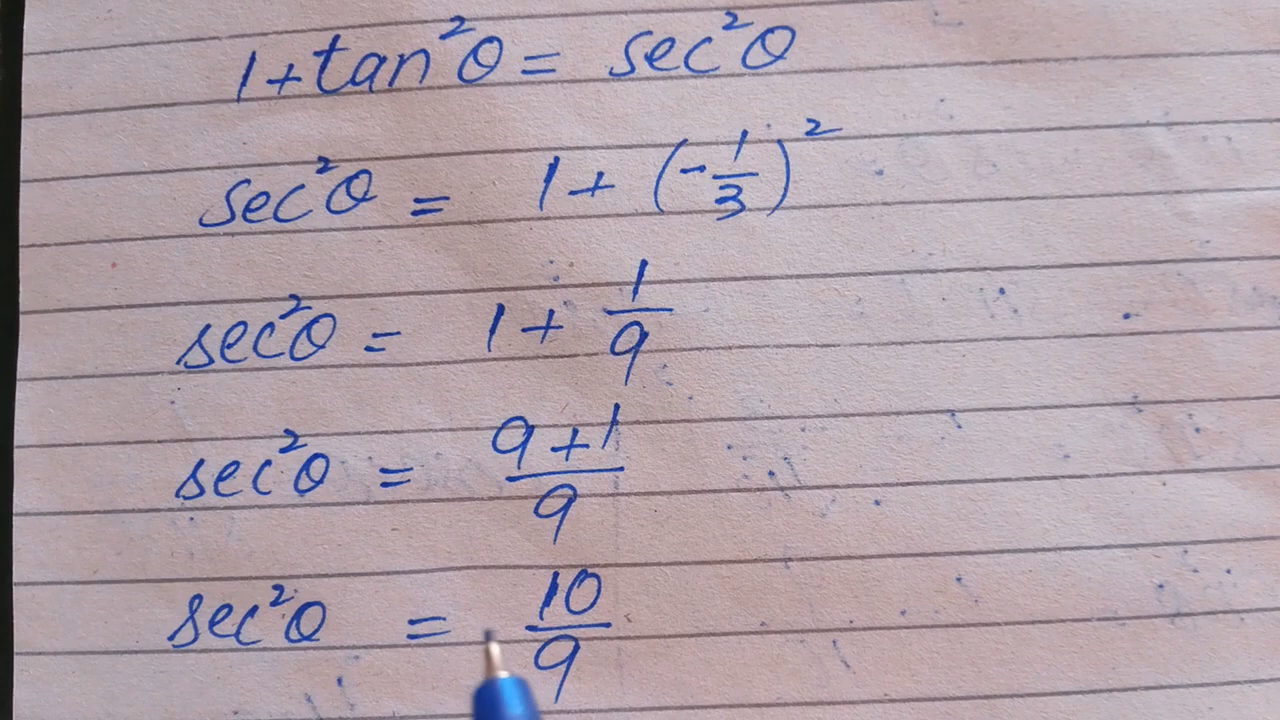 1+tan²θ = sec²θ
sec²θ = 1 + (-1/3)²
sec²θ = 1 + 1/9
sec²θ = 9+1/9
sec²θ = 10/9